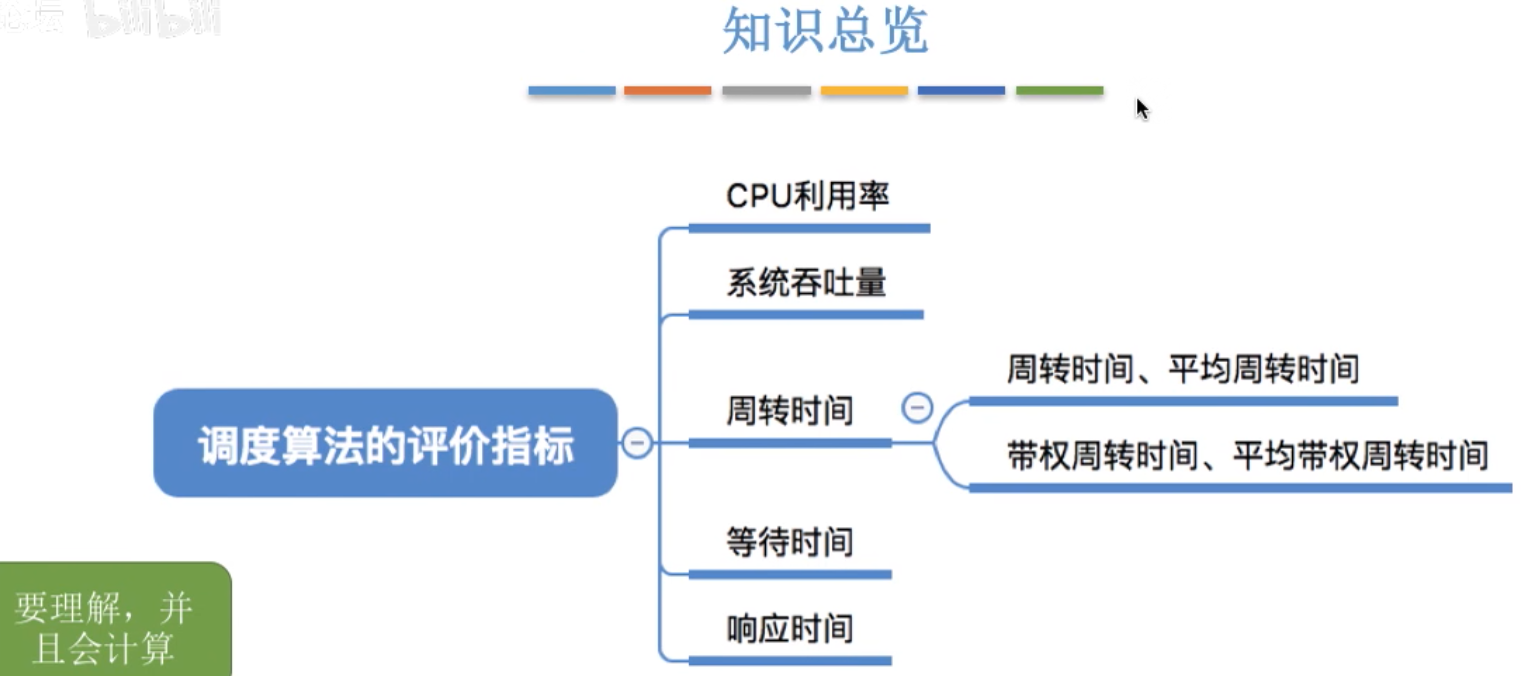 bilibili
知识总览
CPU利用率
系统吞吐量
周转时间
周转时间、平均周转时间
带权周转时间、平均带权周转时间
调度算法的评价指标
等待时间
响应时间
要理解，并
且会计算